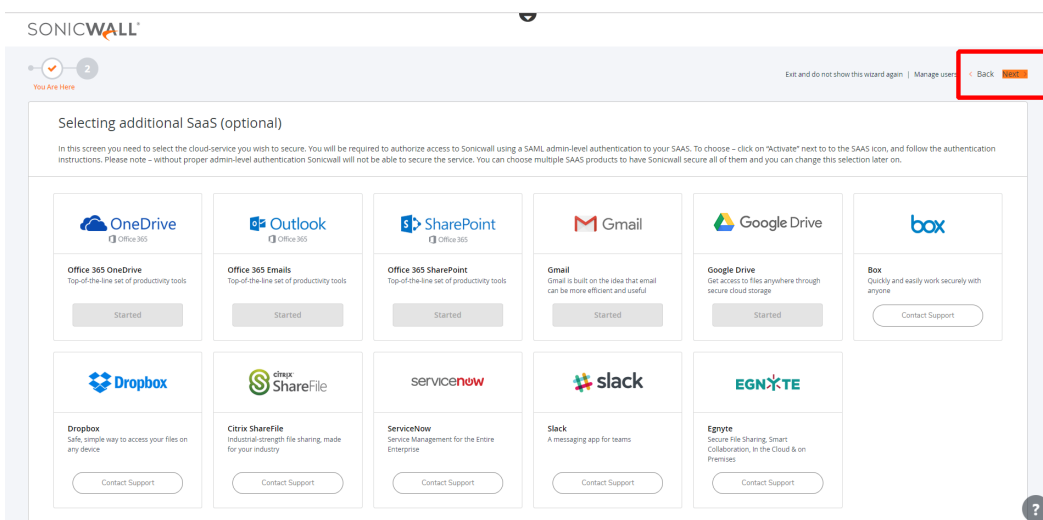 SONICWALL
2
You Are Here
Exit and do not show this wizard again | Manage users < Back Next >
Selecting additional SaaS (optional)
In this screen you need to select the cloud-service you wish to secure. You will be required to authorize access to Sonicwall using a SAML admin-level authentication to your SAAS. To choose – click on "Activate" next to to the SAAS icon, and follow the authentication
instructions. Please note – without proper admin-level authentication Sonicwall will not be able to secure the service. You can choose multiple SAAS products to have Sonicwall secure all of them and you can change this selection later on.
OneDrive
Office 365
Office 365 OneDrive
Top-of-the-line set of productivity tools
Started
Outlook
Office 365
Office 365 Emails
Top-of-the-line set of productivity tools
Started
SharePoint
Office 365
Office 365 SharePoint
Top-of-the-line set of productivity tools
Started
Gmail
Gmail
Gmail is built on the idea that email
can be more efficient and useful
Started
Google Drive
Google Drive
Get access to files anywhere through
secure cloud storage
Started
box
Box
Quickly and easily work securely with
anyone
Contact Support
Dropbox
Dropbox
Safe, simple way to access your files on
any device
Contact Support
CITRIX
ShareFile
Citrix ShareFile
Industrial-strength file sharing, made
for your industry
Contact Support
servicenow
ServiceNow
Service Management for the Entire
Enterprise
Contact Support
slack
Slack
A messaging app for teams
Contact Support
EGNYTE
Egnyte
Secure File Sharing, Smart
Collaboration, In the Cloud & on
Premises
Contact Support
?